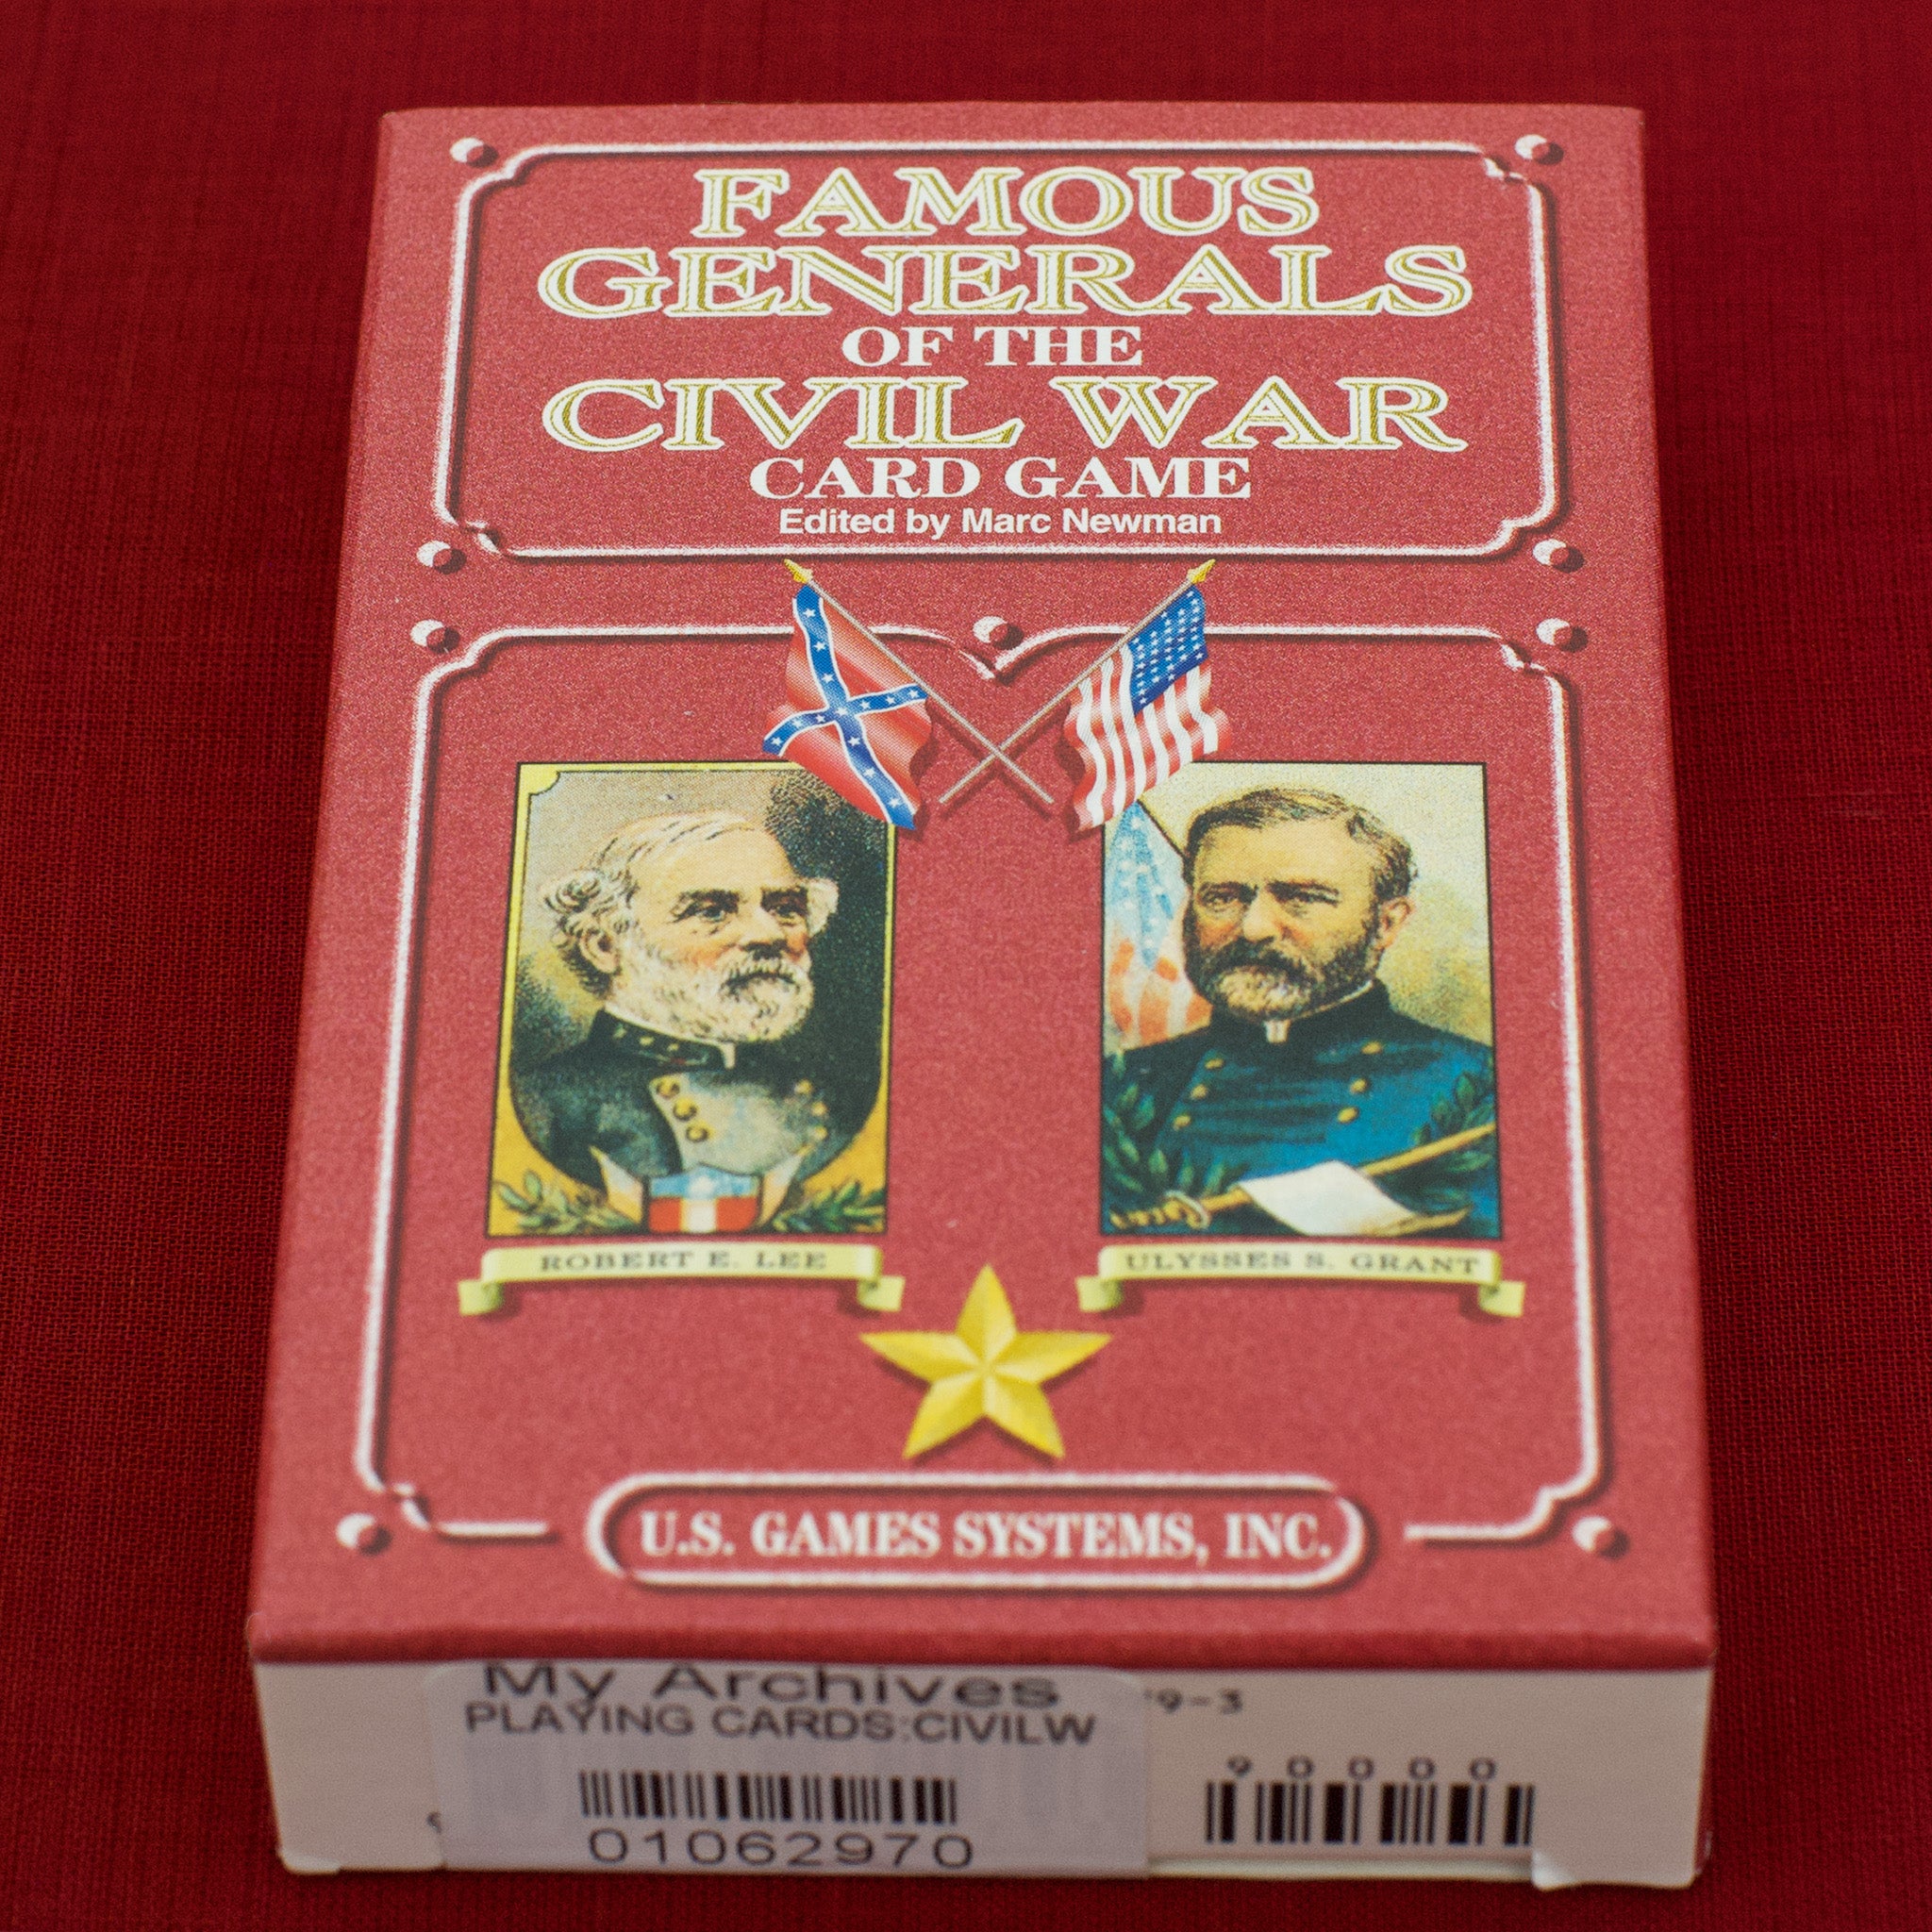 FAMOUS
GENERALS
OF THE
CIVIL WAR
CARD GAME
Edited by Marc Newman
ROBERT E. LEE
ULYSSES S. GRANT
U.S. GAMES SYSTEMS, INC.
My Archives
9-3
PLAYING CARDS:CIVILW
90000
01062970